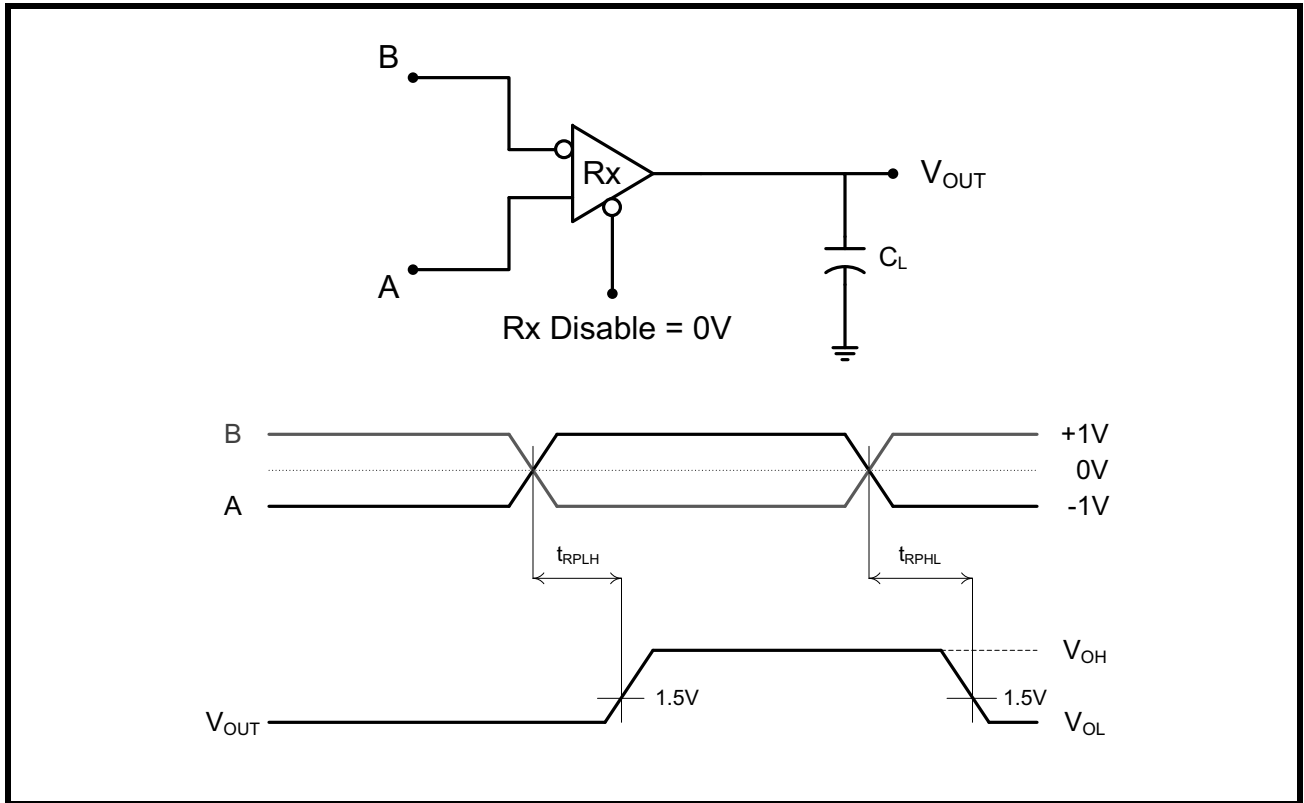 B
Rx
V_OUT
C_L
A
Rx Disable = 0V
B
+1V
0V
A
-1V
t_RPLH
t_RPHL
V_OH
1.5V
1.5V
V_OUT
V_OL